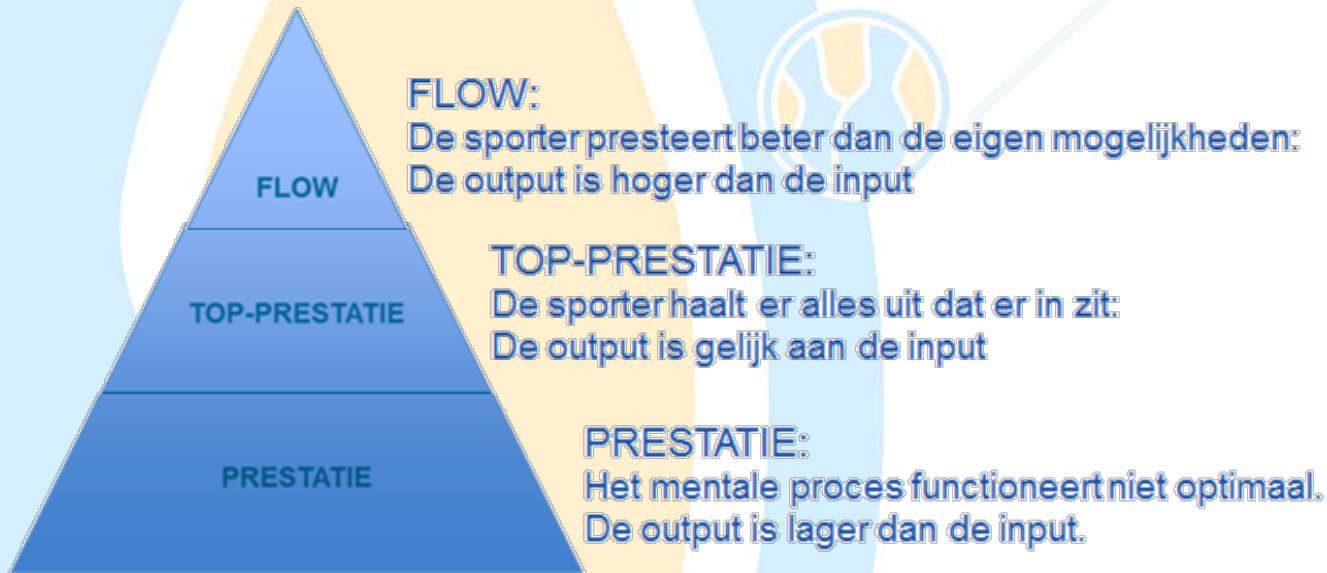 FLOW:
De sporter presteert beter dan de eigen mogelijkheden:
De output is hoger dan de input
FLOW
TOP-PRESTATIE:
De sporter haalt er alles uit dat er in zit:
De output is gelijk aan de input
TOP-PRESTATIE
PRESTATIE:
Het mentale proces functioneert niet optimaal.
De output is lager dan de input.
PRESTATIE